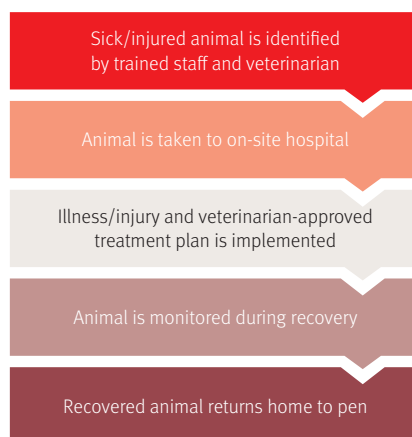 Sick/injured animal is identified
by trained staff and veterinarian
Animal is taken to on-site hospital
Illness/injury and veterinarian-approved
treatment plan is implemented
Animal is monitored during recovery
Recovered animal returns home to pen